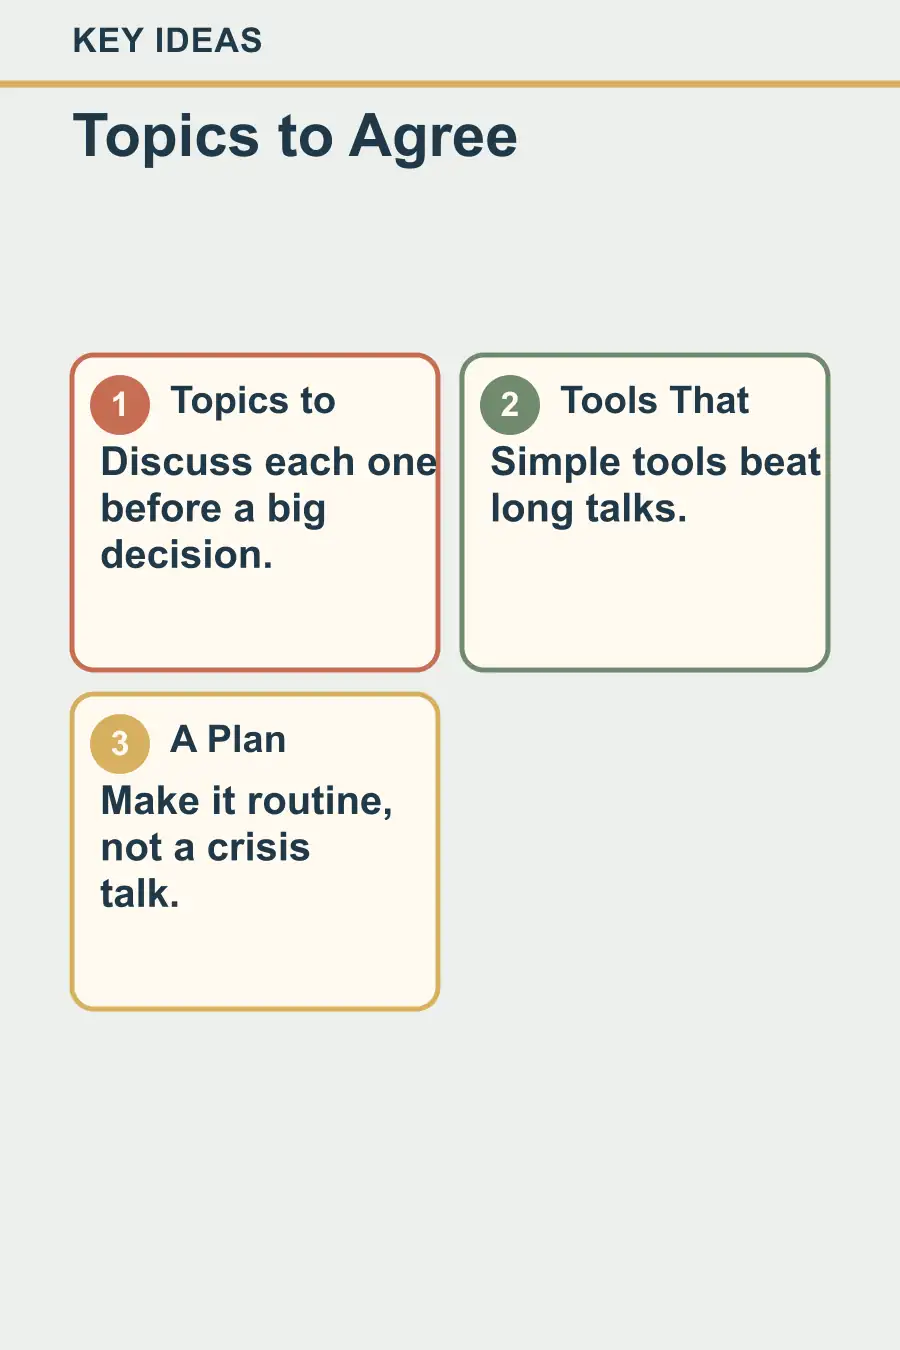 KEY IDEAS
Topics to Agree
1 Topics to
Discuss each one
before a big
decision.
2 Tools That
Simple tools beat
long talks.
3 A Plan
Make it routine,
not a crisis
talk.